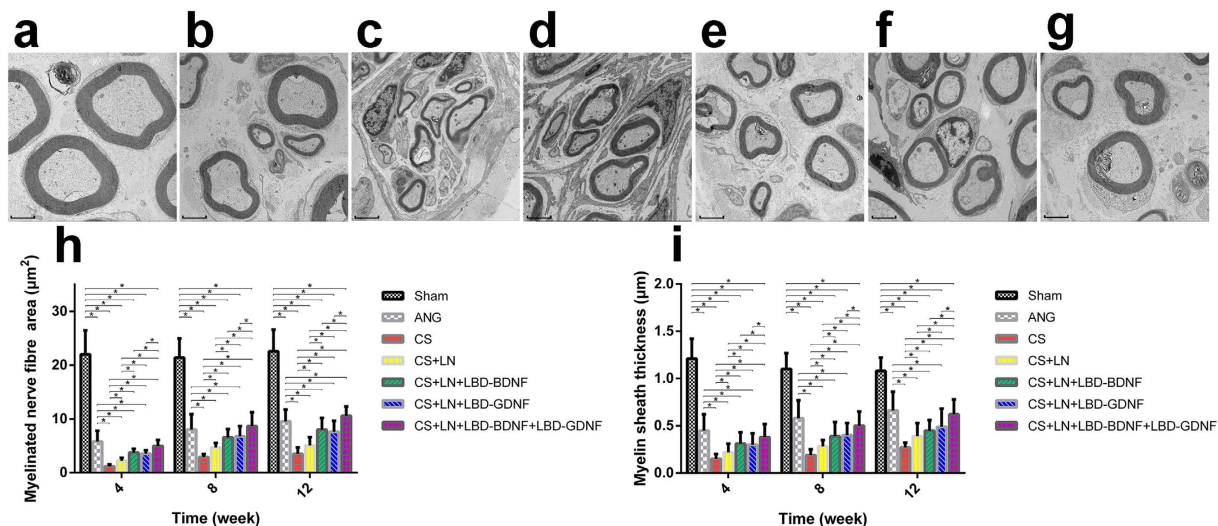 a b c d e f g
h
Myelinated nerve fibre area (μm²)
30
20
10
0
4 8 12
Time (week)
Sham
ANG
CS
CS+LN
CS+LN+LBD-BDNF
CS+LN+LBD-GDNF
CS+LN+LBD-BDNF+LBD-GDNF
i
Myelin sheath thickness (μm)
2.0
1.5
1.0
0.5
0.0
4 8 12
Time (week)
Sham
ANG
CS
CS+LN
CS+LN+LBD-BDNF
CS+LN+LBD-GDNF
CS+LN+LBD-BDNF+LBD-GDNF